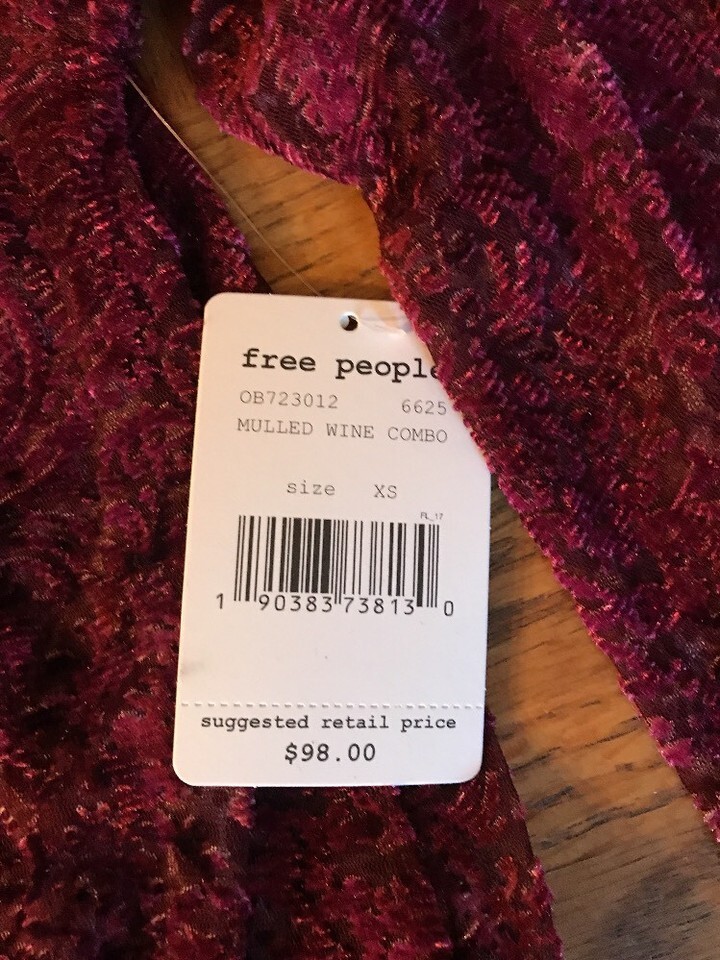 free people
OB723012 6625
MULLED WINE COMBO
size XS
FL_17
1 90383 73813 0
suggested retail price
$98.00